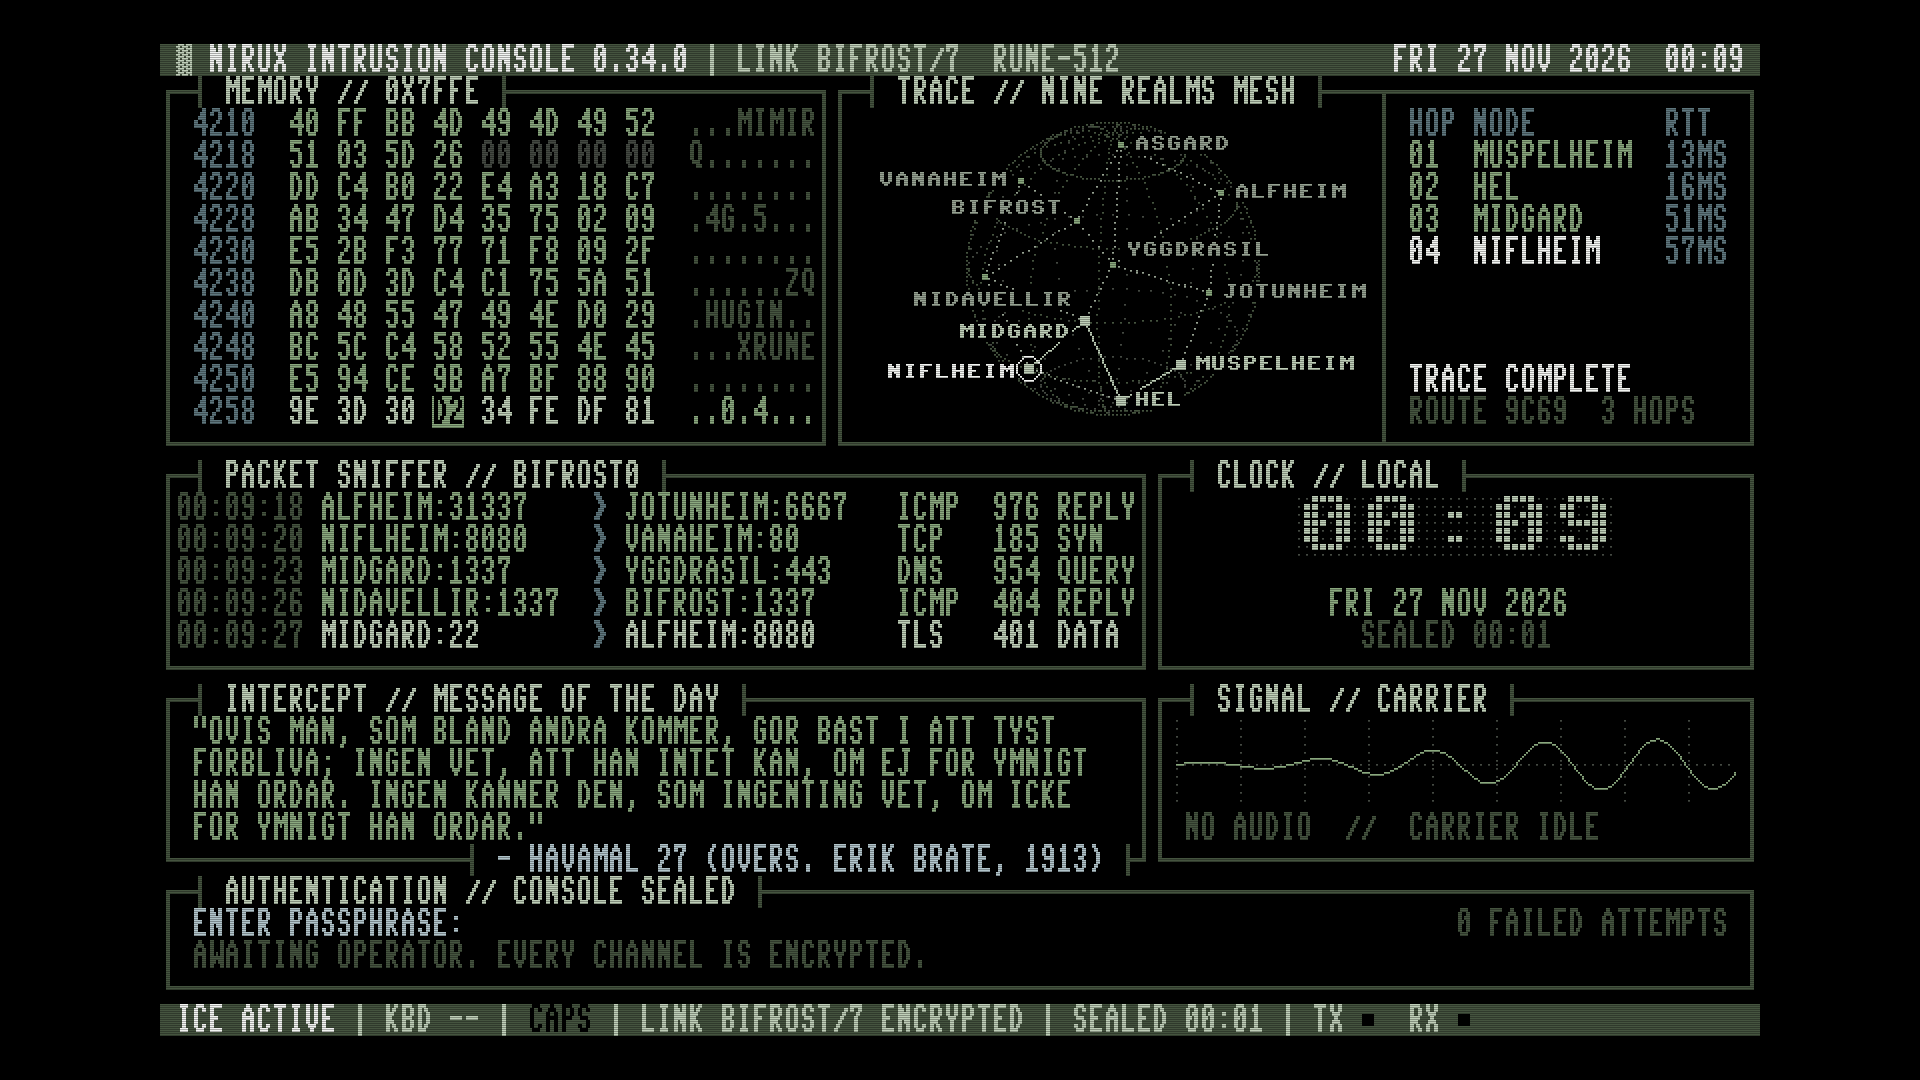 NIRUX INTRUSION CONSOLE 0.34.0 | LINK BIFROST/7 RUNE-512 FRI 27 NOV 2026 00:09
MEMORY // 0X7FFE
4210 40 FF BB 4D 49 4D 49 52 ...MIMIR
4218 51 03 5D 26 00 00 00 00 Q.......
4220 DD C4 B0 22 E4 A3 18 C7 ........
4228 AB 34 47 D4 35 75 02 09 .4G.5...
4230 E5 2B F3 77 71 F8 09 2F ........
4238 DB 0D 3D C4 C1 75 5A 51 ......ZQ
4240 A8 48 55 47 49 4E D0 29 .HUGIN..
4248 BC 5C C4 58 52 55 4E 45 ...XRUNE
4250 E5 94 CE 9B A7 BF 88 90 ........
4258 9E 3D 30 D2 34 FE DF 81 ..0.4...
TRACE // NINE REALMS MESH
ASGARD
VANAHEIM
ALFHEIM
BIFROST
YGGDRASIL
NIDAVELLIR
JOTUNHEIM
MIDGARD
NIFLHEIM
MUSPELHEIM
HEL
HOP NODE RTT
01 MUSPELHEIM 13MS
02 HEL 16MS
03 MIDGARD 51MS
04 NIFLHEIM 57MS
TRACE COMPLETE
ROUTE 9C69 3 HOPS
PACKET SNIFFER // BIFROST0
00:09:18 ALFHEIM:31337 > JOTUNHEIM:6667 ICMP 976 REPLY
00:09:20 NIFLHEIM:8080 > VANAHEIM:80 TCP 185 SYN
00:09:23 MIDGARD:1337 > YGGDRASIL:443 DNS 954 QUERY
00:09:26 NIDAVELLIR:1337 > BIFROST:1337 ICMP 404 REPLY
00:09:27 MIDGARD:22 > ALFHEIM:8080 TLS 401 DATA
CLOCK // LOCAL
00:09
FRI 27 NOV 2026
SEALED 00:01
INTERCEPT // MESSAGE OF THE DAY
"OVIS MAN, SOM BLAND ANDRA KOMMER, GOR BAST I ATT TYST
FORBLIVA; INGEN VET, ATT HAN INTET KAN, OM EJ FOR YMNIGT
HAN ORDAR. INGEN KANNER DEN, SOM INGENTING VET, OM ICKE
FOR YMNIGT HAN ORDAR."
- HAVAMAL 27 (OVERS. ERIK BRATE, 1913)
SIGNAL // CARRIER
NO AUDIO // CARRIER IDLE
AUTHENTICATION // CONSOLE SEALED
ENTER PASSPHRASE:
0 FAILED ATTEMPTS
AWAITING OPERATOR. EVERY CHANNEL IS ENCRYPTED.
ICE ACTIVE | KBD -- | CAPS | LINK BIFROST/7 ENCRYPTED | SEALED 00:01 | TX RX